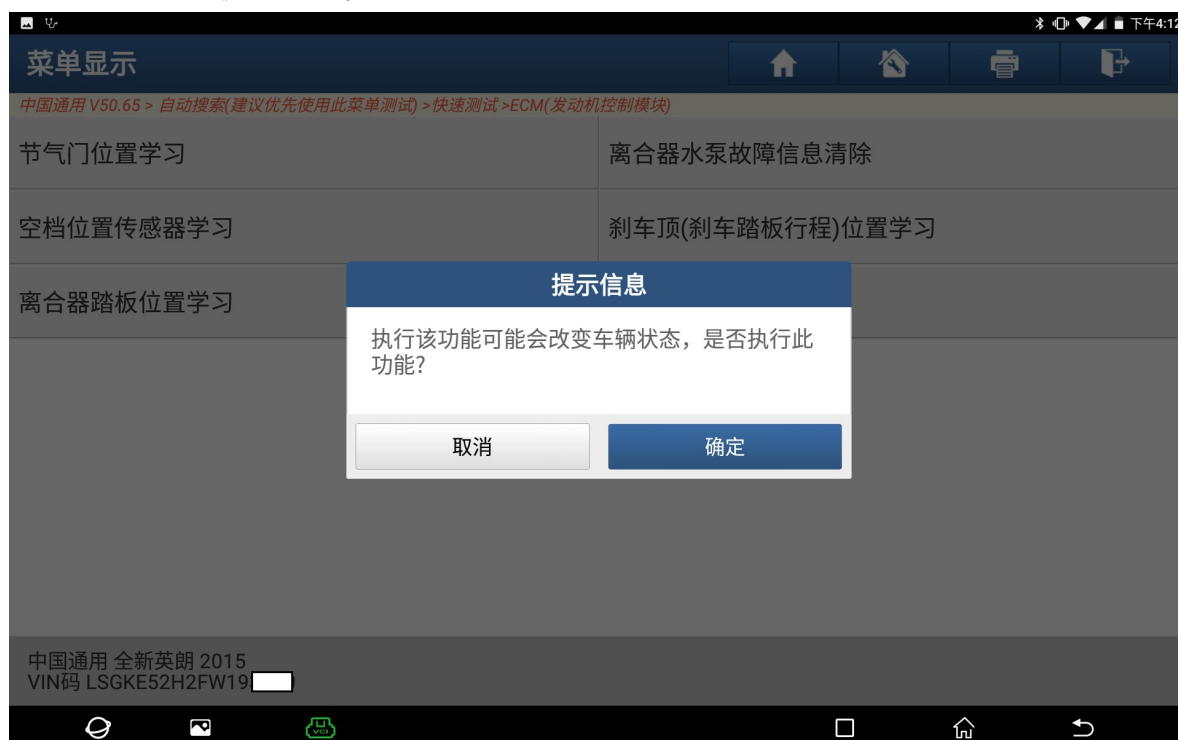 下午4:12
菜单显示
中国通用 V50.65 > 自动搜索(建议优先使用此菜单测试) >快速测试 >ECM(发动机控制模块)
节气门位置学习
离合器水泵故障信息清除
空档位置传感器学习
刹车顶(刹车踏板行程)位置学习
离合器踏板位置学习
提示信息
执行该功能可能会改变车辆状态，是否执行此
功能?
取消
确定
中国通用 全新英朗 2015
VIN码 LSGKE52H2FW19
VCI